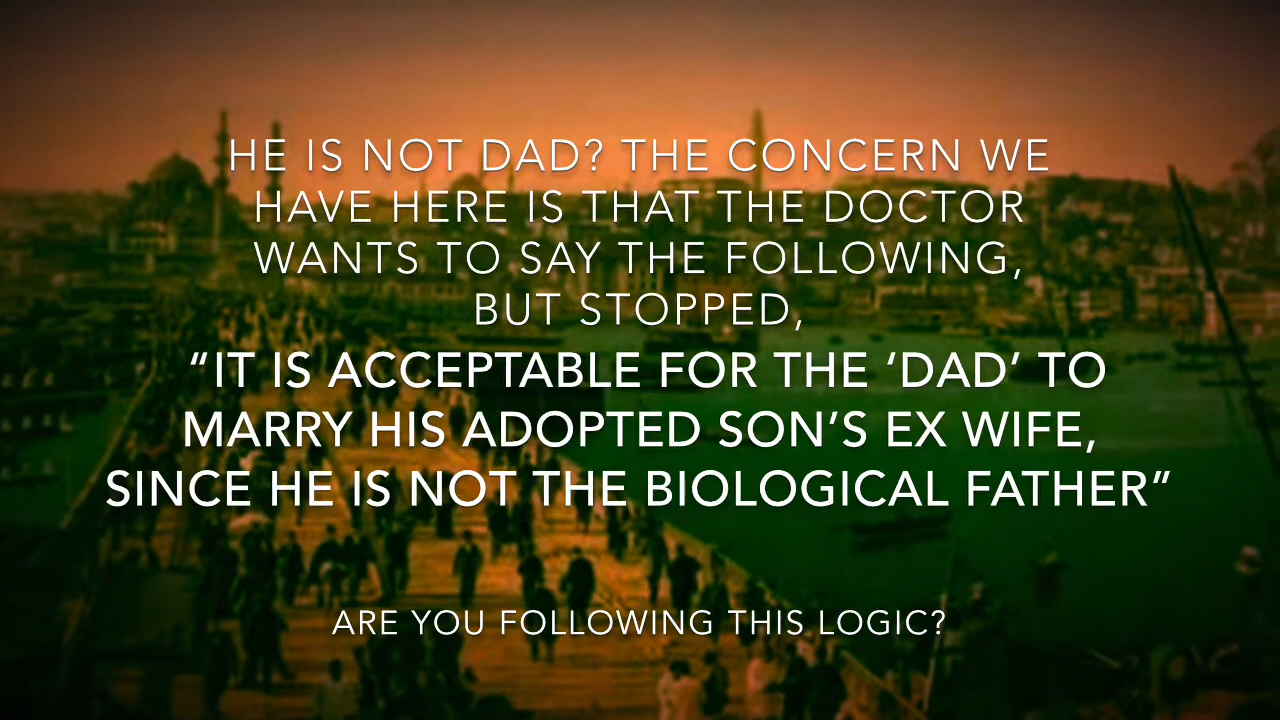 HE IS NOT DAD? THE CONCERN WE
HAVE HERE IS THAT THE DOCTOR
WANTS TO SAY THE FOLLOWING,
BUT STOPPED,
“IT IS ACCEPTABLE FOR THE ‘DAD’ TO
MARRY HIS ADOPTED SON’S EX WIFE,
SINCE HE IS NOT THE BIOLOGICAL FATHER”
ARE YOU FOLLOWING THIS LOGIC?